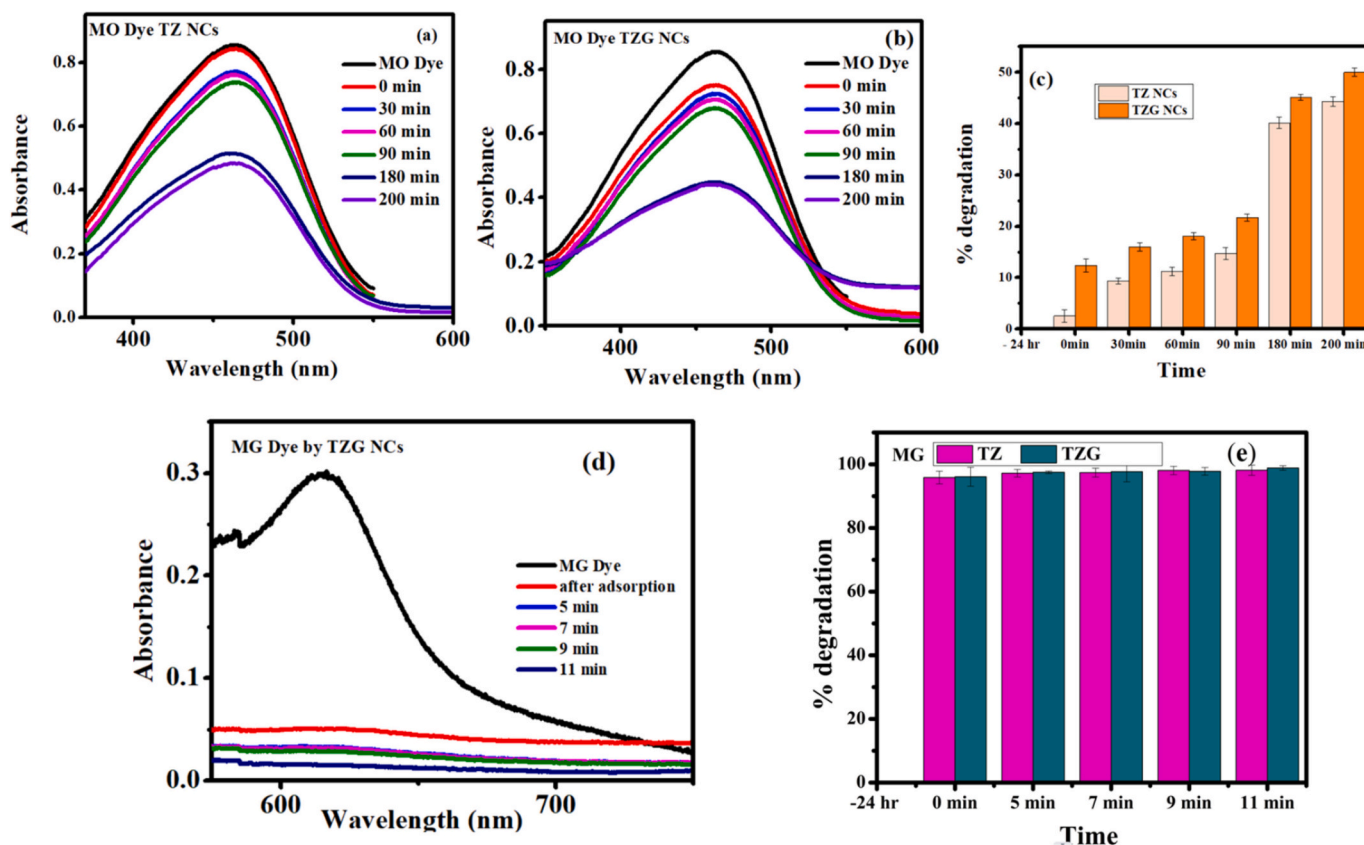 MO Dye TZ NCs
(a)
MO Dye
0 min
30 min
60 min
90 min
180 min
200 min
0.8
0.6
0.4
0.2
0.0
Absorbance
400
500
600
Wavelength (nm)
MO Dye TZG NCs
(b)
MO Dye
0 min
30 min
60 min
90 min
180 min
200 min
0.8
0.6
0.4
0.2
0.0
Absorbance
400
500
600
Wavelength (nm)
(c)
TZ NCs
TZG NCs
50
40
30
20
10
0
% degradation
- 24 hr
0min
30min
60min
90 min
180 min
200 min
Time
MG Dye by TZG NCs
(d)
MG Dye
after adsorption
5 min
7 min
9 min
11 min
0.3
0.2
0.1
0.0
Absorbance
600
700
Wavelength (nm)
MG
TZ
TZG
(e)
100
80
60
40
20
0
% degradation
-24 hr
0 min
5 min
7 min
9 min
11 min
Time